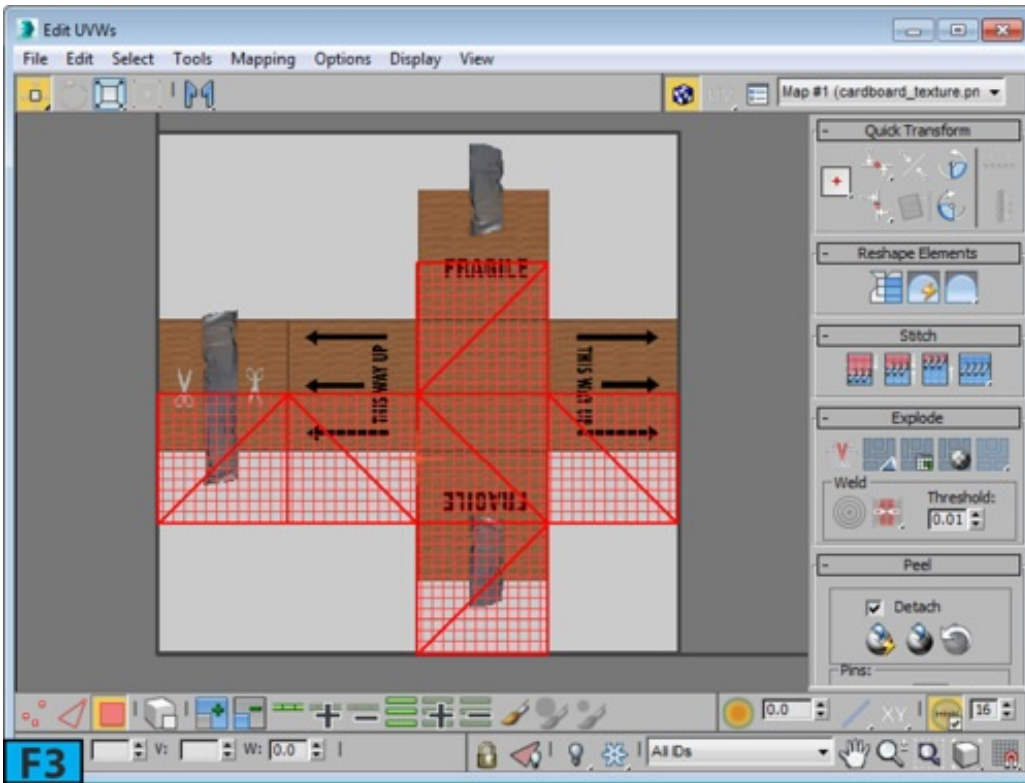 Edit UVWs
File Edit Select Tools Mapping Options Display View
Map #1 (cardboard_texture.pn
- Quick Transform
- Reshape Elements
- Stitch
- Explode
Weld
Threshold:
0.01
- Peel
Detach
Pins:
FRAGILE
THIS WAY UP
THIS WAY UP
FRAGILE
0.0
XY
16
F3
V:
W: 0.0
All IDs